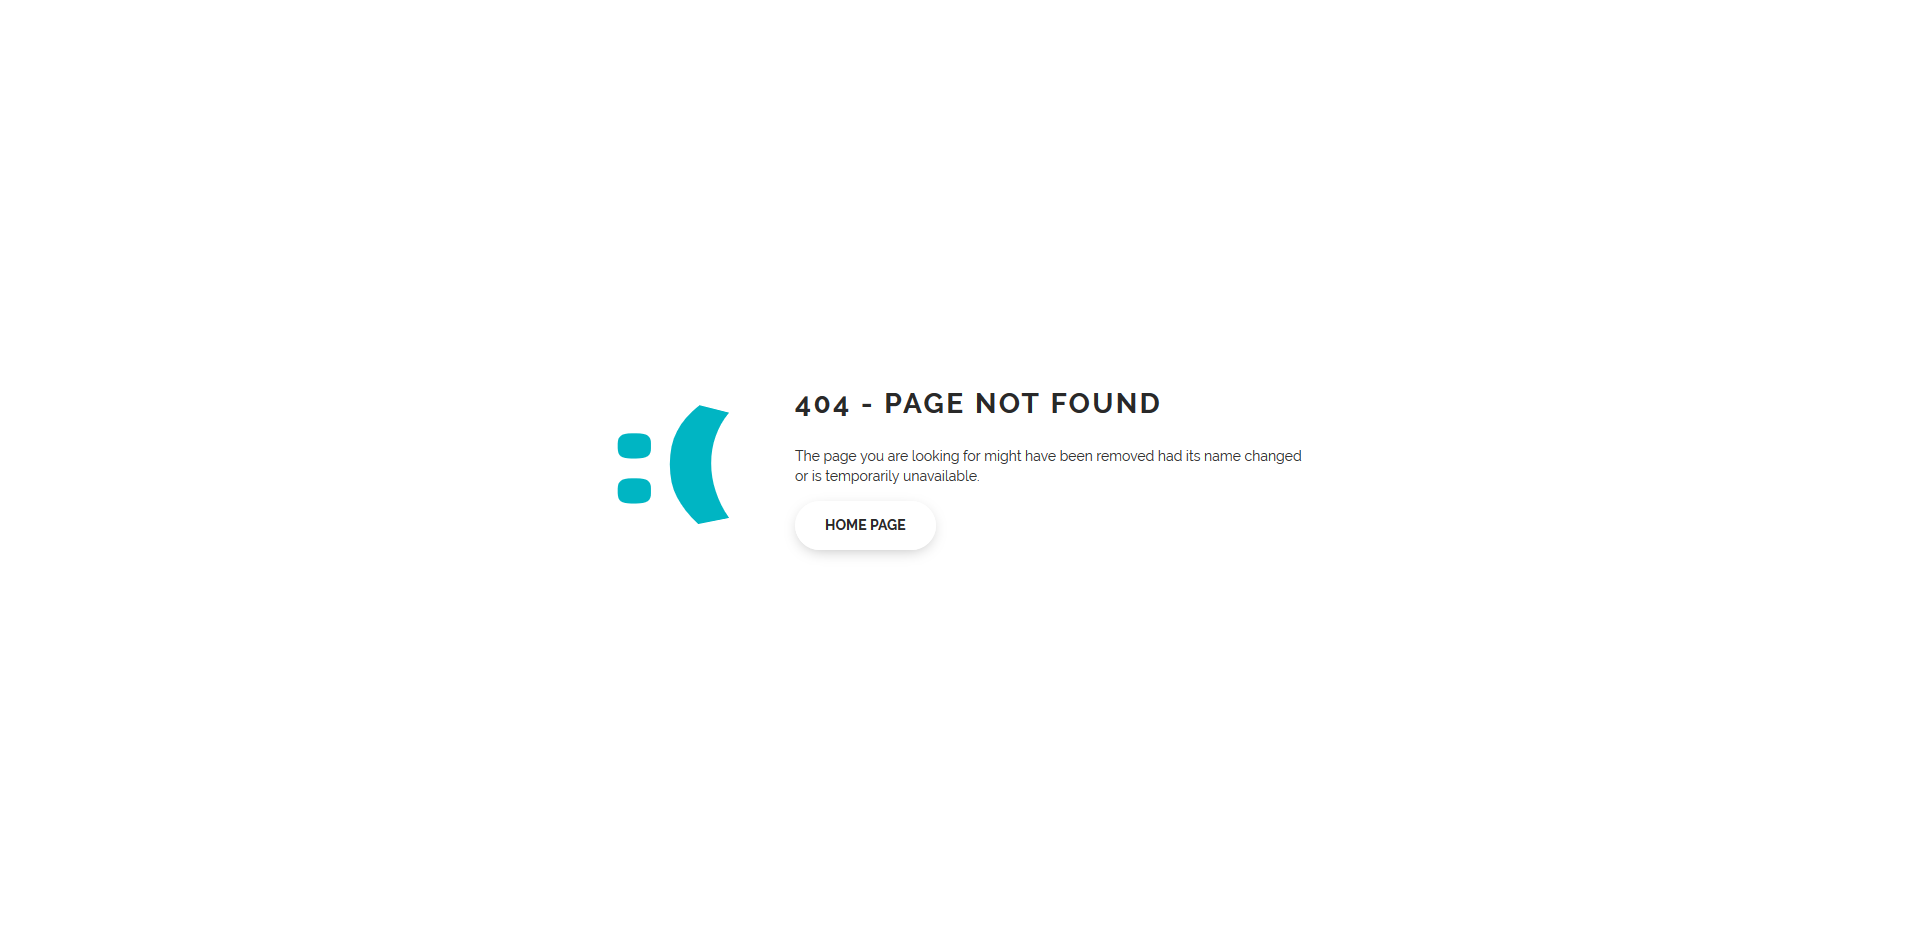 :(
404 - PAGE NOT FOUND
The page you are looking for might have been removed had its name changed
or is temporarily unavailable.
HOME PAGE